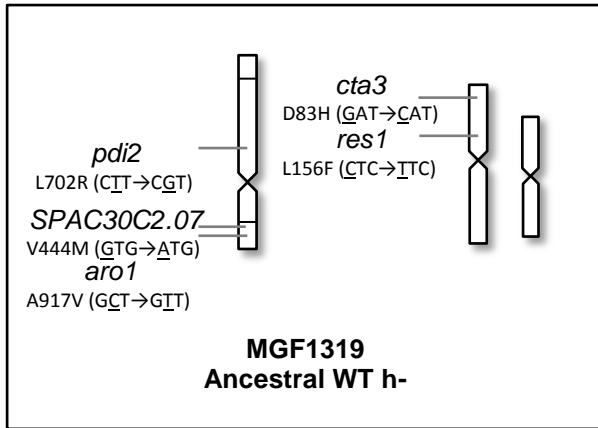 cta3
D83H (GAT→CAT)
res1
L156F (CTC→TTC)
pdi2
L702R (CTT→CGT)
SPAC30C2.07
V444M (GTG→ATG)
aro1
A917V (GCT→GTT)
MGF1319
Ancestral WT h-